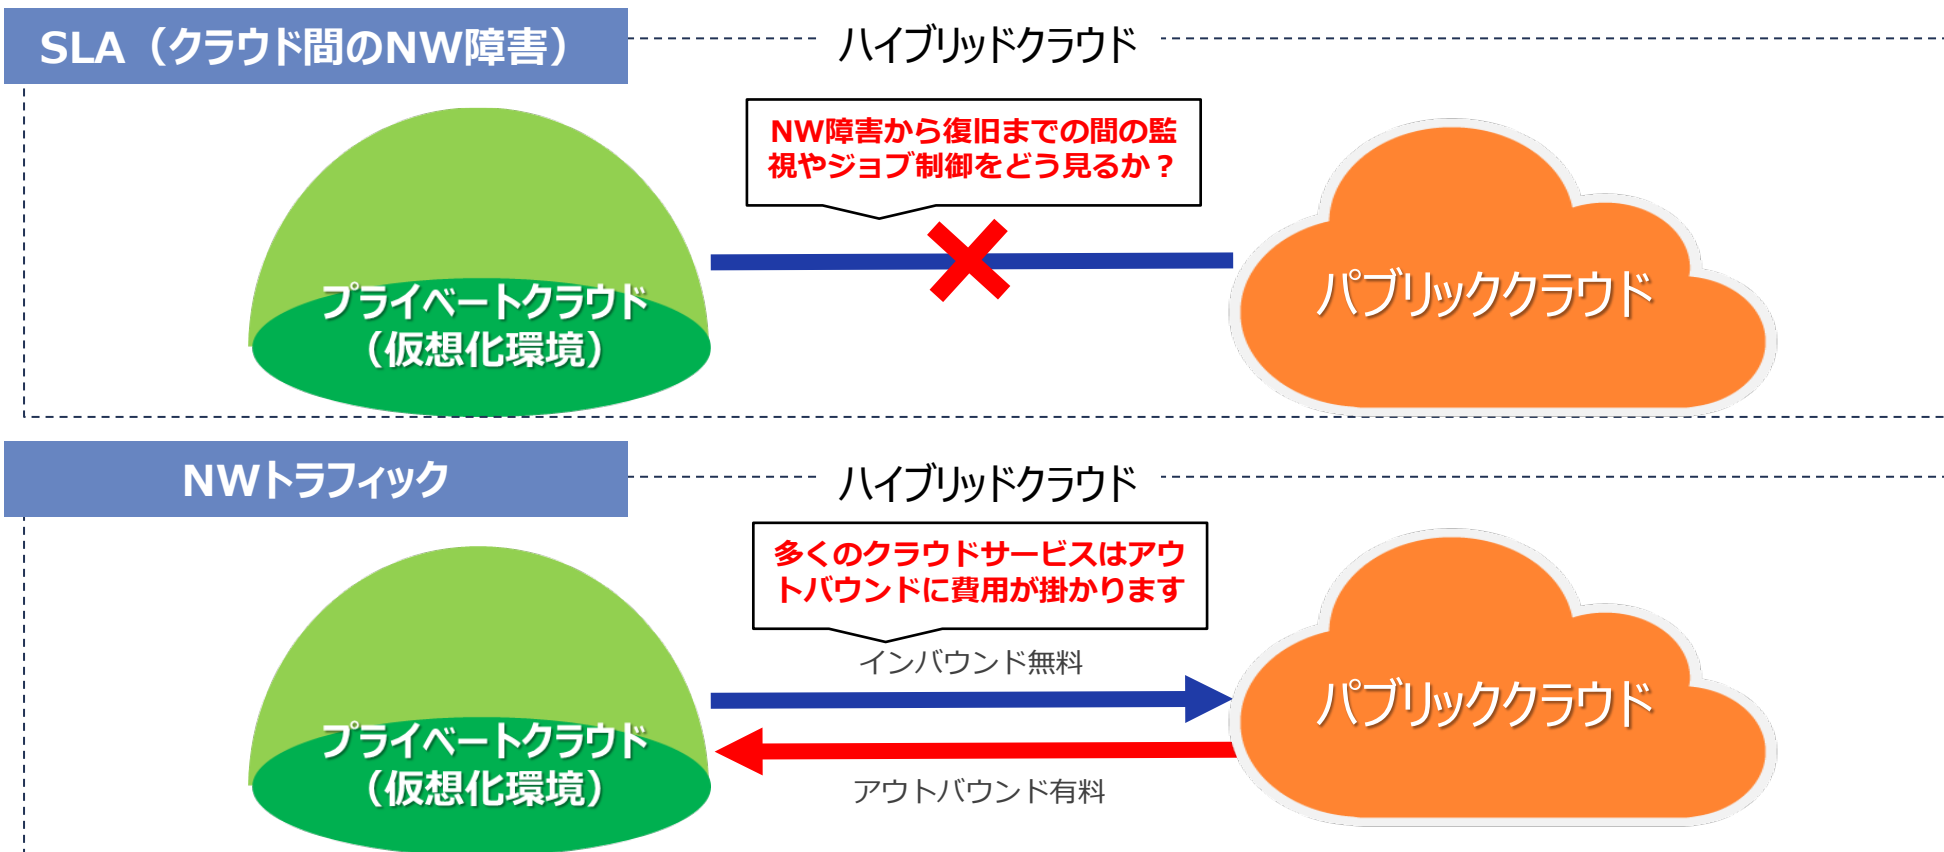 SLA（クラウド間のNW障害）
ハイブリッドクラウド
NW障害から復旧までの間の監
視やジョブ制御をどう見るか？
プライベートクラウド
（仮想化環境）
パブリッククラウド
NWトラフィック
ハイブリッドクラウド
多くのクラウドサービスはアウ
トバウンドに費用が掛かります
インバウンド無料
プライベートクラウド
（仮想化環境）
パブリッククラウド
アウトバウンド有料